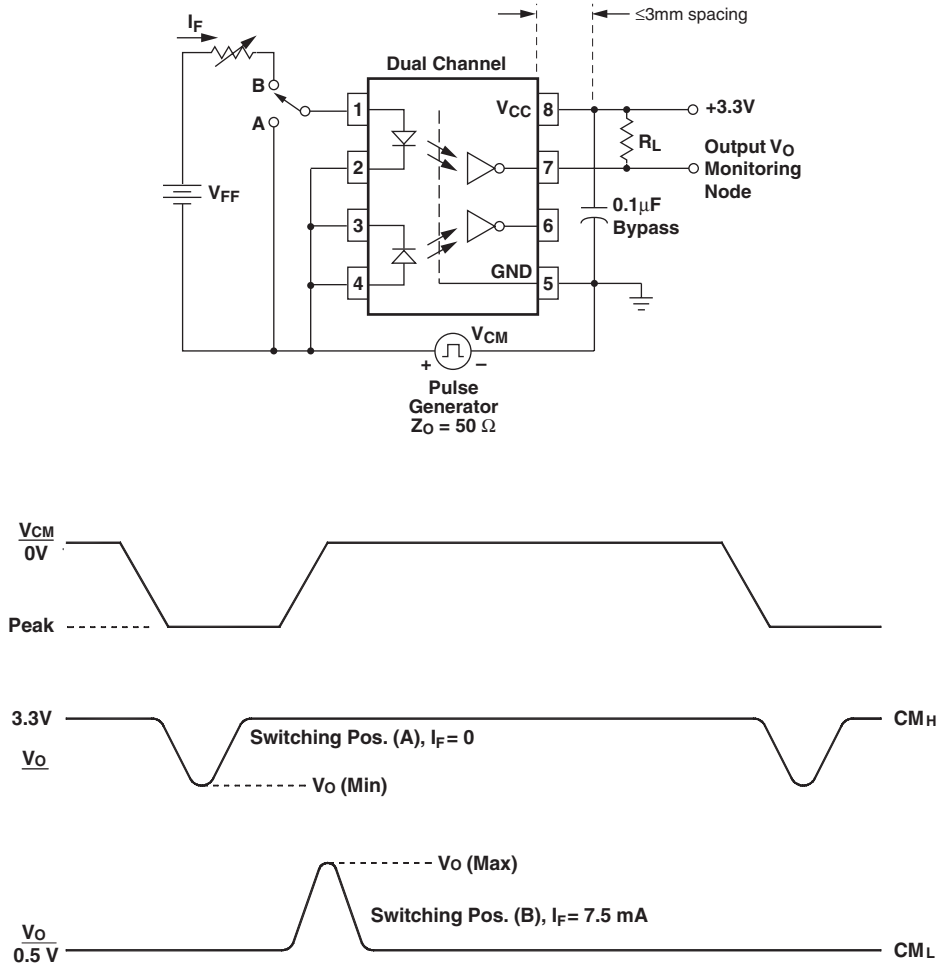 ≤3mm spacing
IF
Dual Channel
B
A
1
VCC
8
+3.3V
RL
2
7
Output VO
Monitoring
Node
VFF
3
6
0.1μF
Bypass
4
GND
5
VCM
+
–
Pulse
Generator
ZO = 50 Ω
VCM
0V
Peak
3.3V
CMH
Switching Pos. (A), IF = 0
VO
VO (Min)
VO (Max)
Switching Pos. (B), IF = 7.5 mA
VO
0.5 V
CML